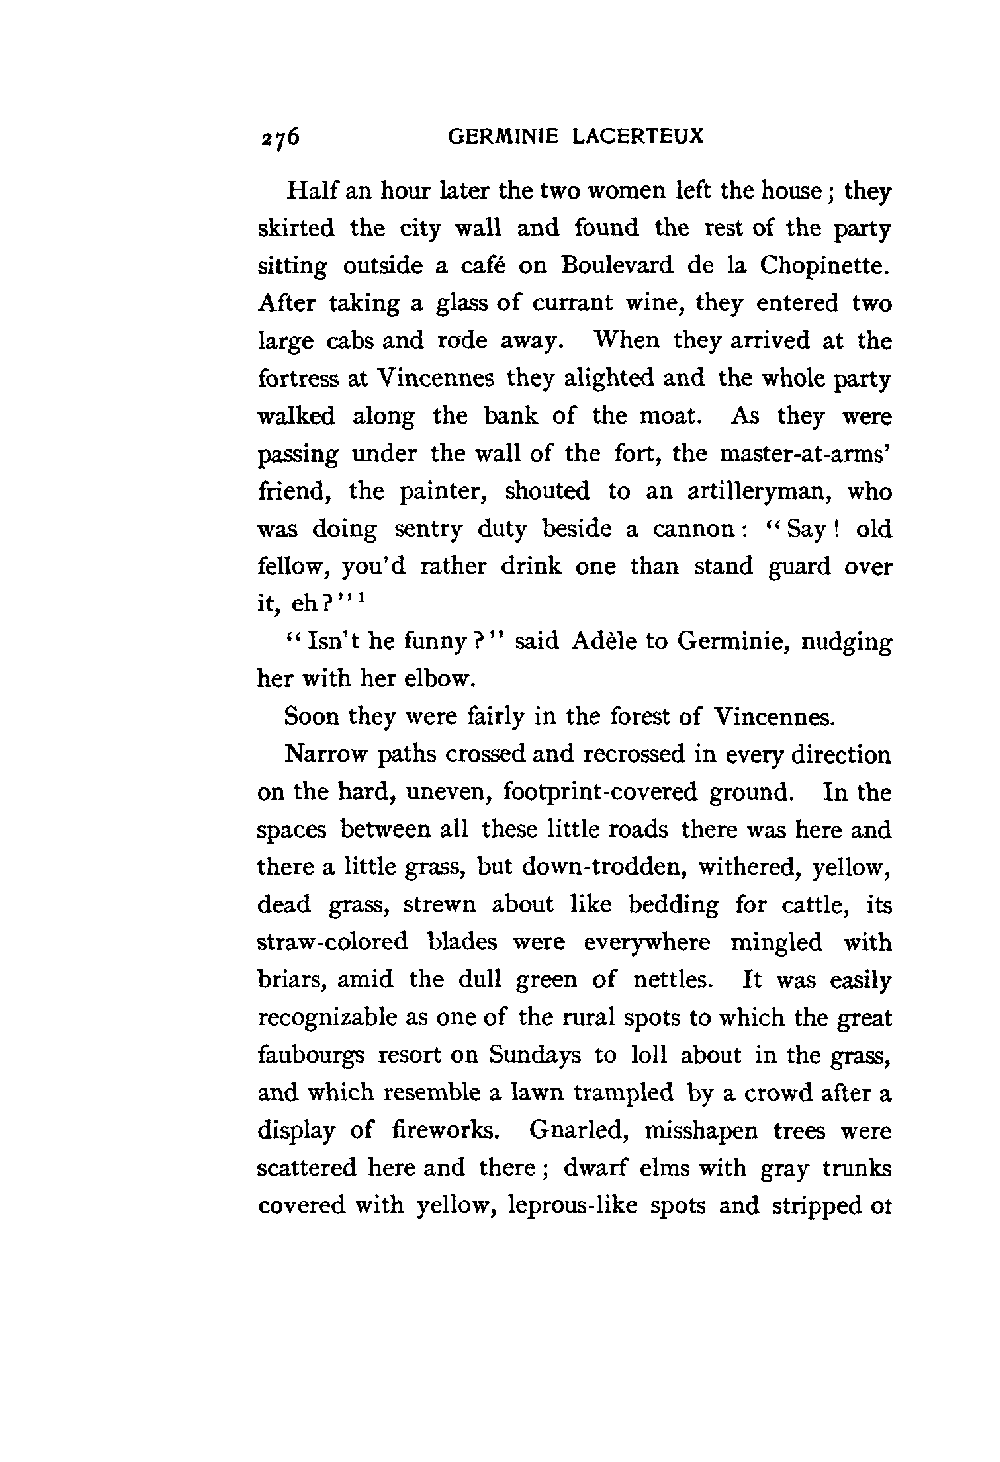 276 GERMINIE LACERTEUX
Half an hour later the two women left the house; they
skirted the city wall and found the rest of the party
sitting outside a café on Boulevard de la Chopinette.
After taking a glass of currant wine, they entered two
large cabs and rode away. When they arrived at the
fortress at Vincennes they alighted and the whole party
walked along the bank of the moat. As they were
passing under the wall of the fort, the master-at-arms'
friend, the painter, shouted to an artilleryman, who
was doing sentry duty beside a cannon: "Say! old
fellow, you'd rather drink one than stand guard over
it, eh?"¹
"Isn't he funny?" said Adèle to Germinie, nudging
her with her elbow.
Soon they were fairly in the forest of Vincennes.
Narrow paths crossed and recrossed in every direction
on the hard, uneven, footprint-covered ground. In the
spaces between all these little roads there was here and
there a little grass, but down-trodden, withered, yellow,
dead grass, strewn about like bedding for cattle, its
straw-colored blades were everywhere mingled with
briars, amid the dull green of nettles. It was easily
recognizable as one of the rural spots to which the great
faubourgs resort on Sundays to loll about in the grass,
and which resemble a lawn trampled by a crowd after a
display of fireworks. Gnarled, misshapen trees were
scattered here and there; dwarf elms with gray trunks
covered with yellow, leprous-like spots and stripped of